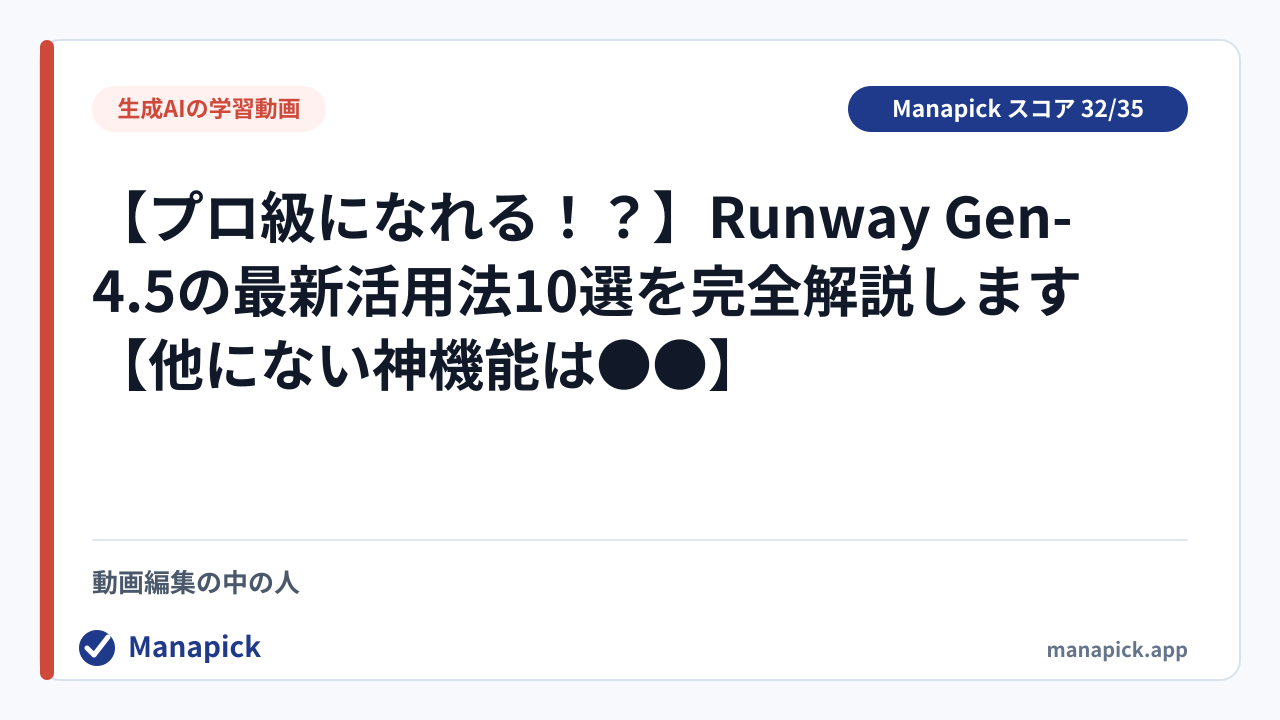 生成AIの学習動画
Manapick スコア 32/35
【プロ級になれる！？】Runway Gen-
4.5の最新活用法10選を完全解説します
【他にない神機能は●●】
動画編集の中の人
Manapick
manapick.app